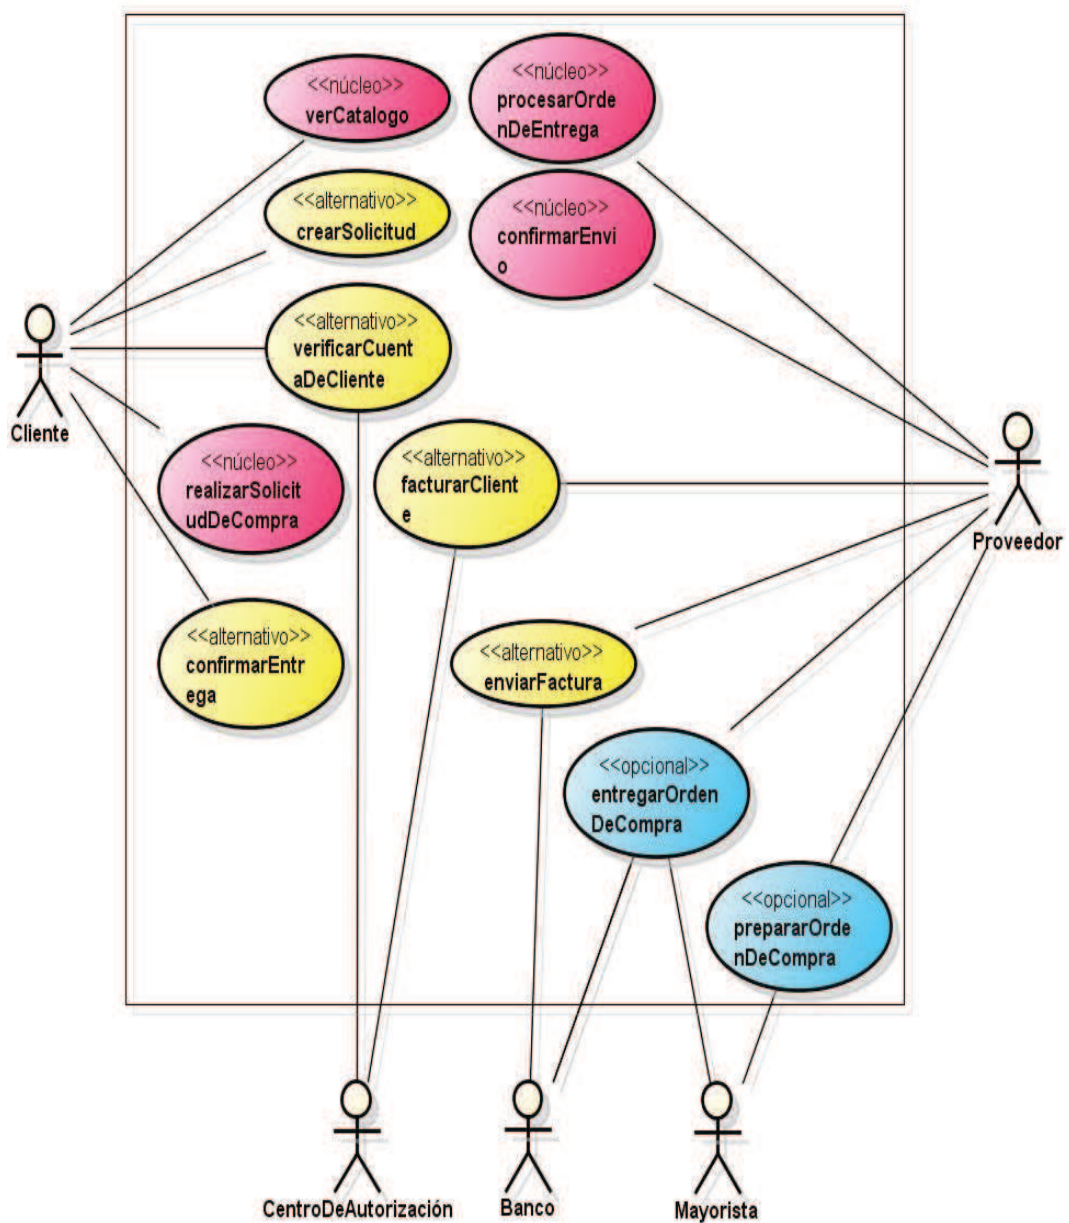 <<núcleo>>
verCatalogo
<<núcleo>>
procesarOrde
nDeEntrega
<<alternativo>>
crearSolicitud
<<núcleo>>
confirmarEnvi
o
<<alternativo>>
verificarCuent
aDeCliente
Cliente
<<núcleo>>
realizarSolicit
udDeCompra
<<alternativo>>
facturarClient
e
Proveedor
<<alternativo>>
confirmarEntr
ega
<<alternativo>>
enviarFactura
<<opcional>>
entregarOrden
DeCompra
<<opcional>>
prepararOrde
nDeCompra
CentroDeAutorización
Banco
Mayorista